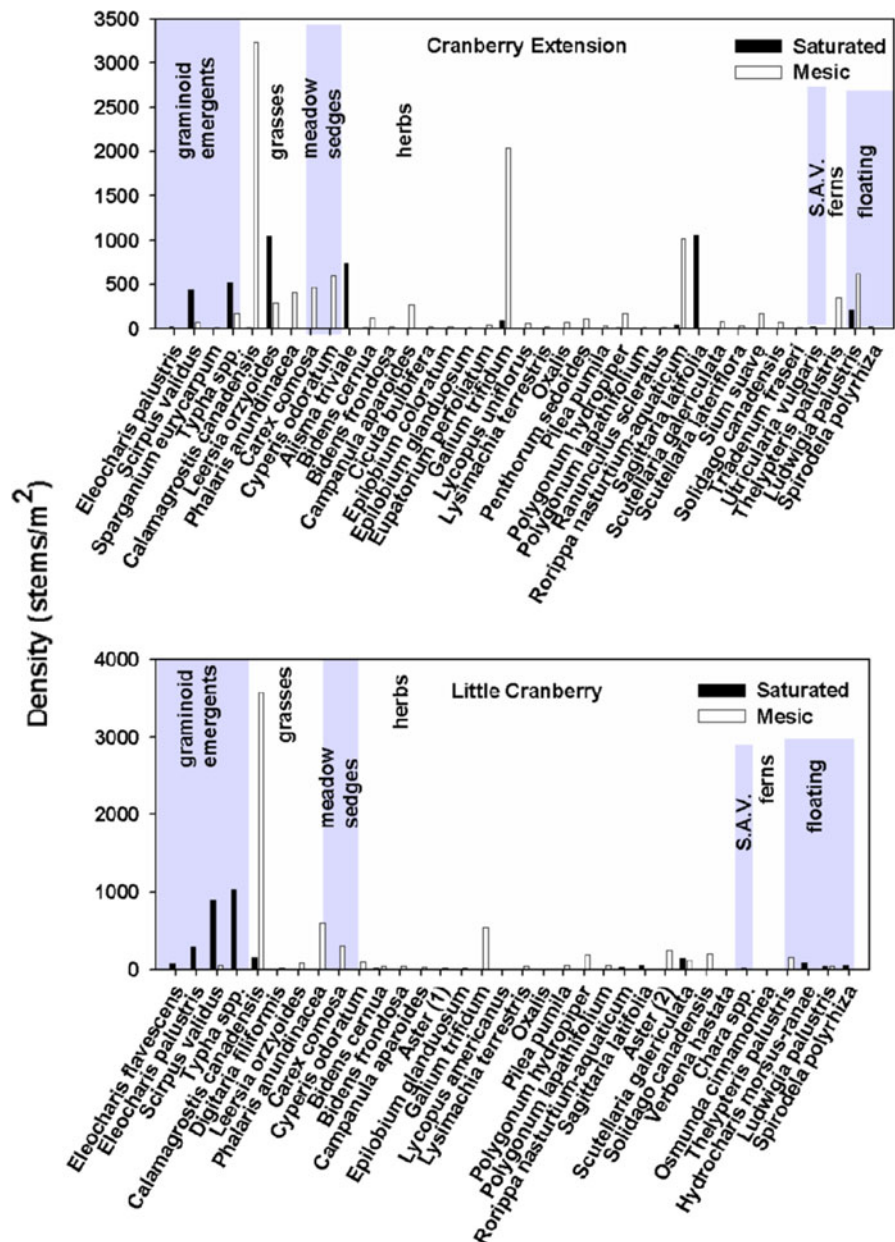 3500
3000
2500
2000
1500
1000
500
0
Cranberry Extension
Saturated
Mesic
graminoid
emergents
grasses
meadow
sedges
herbs
S.A.V.
ferns
floating
Eleocharis palustris
Scirpus validus
Sparganium eurycarpum
Typha spp.
Calamagrostis canadensis
Leersia orzyoides
Phalaris anundinacea
Carex comosa
Cyperis odoratum
Alisma triviale
Bidens cernua
Bidens frondosa
Campanula aparoides
Cicuta bulbifera
Epilobium coloratum
Epilobium glanduosum
Eupatorium perfoliatum
Galium trifidum
Lycopus uniflorus
Lysimachia terrestris
Oxalis
Penthorum sedoides
Pilea pumila
Polygonum hydropiper
Polygonum lapathifolium
Ranunculus scleratus
Rorippa nasturtium-aquaticum
Sagittaria latifolia
Scutellaria galericulata
Scutellaria lateriflora
Sium suave
Solidago canadensis
Triadenum fraseri
Utricularia vulgaris
Thelypteris palustris
Ludwigia palustris
Spirodela polyrhiza
Density (stems/m2)
4000
3000
2000
1000
0
Little Cranberry
Saturated
Mesic
graminoid
emergents
grasses
meadow
sedges
herbs
S.A.V.
ferns
floating
Eleocharis flavescens
Eleocharis palustris
Scirpus validus
Typha spp.
Calamagrostis canadensis
Digitaria filiformis
Leersia orzyoides
Phalaris anundinacea
Carex comosa
Cyperis odoratum
Bidens cernua
Bidens frondosa
Campanula aparoides
Aster (1)
Epilobium glanduosum
Galium trifidum
Lycopus americanus
Lysimachia terrestris
Oxalis
Pilea pumila
Polygonum hydropiper
Polygonum lapathifolium
Rorippa nasturtium-aquaticum
Sagittaria latifolia
Aster (2)
Scutellaria galericulata
Solidago canadensis
Verbena hastata
Chara spp.
Osmunda cinnamomea
Thelypteris palustris
Hydrocharis morsus-ranae
Ludwigia palustris
Spirodela polyrhiza